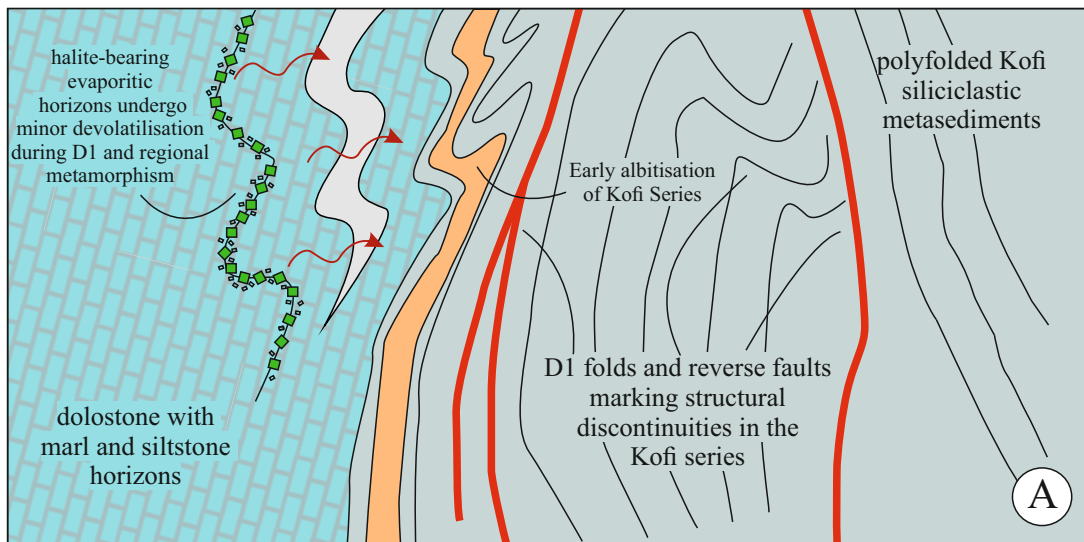 halite-bearing
evaporitic
horizons undergo
minor devolatilisation
during D1 and regional
metamorphism
dolostone with
marl and siltstone
horizons
Early albitisation
of Kofi Series
D1 folds and reverse faults
marking structural
discontinuities in the
Kofi series
polyfolded Kofi
siliciclastic
metasediments
A